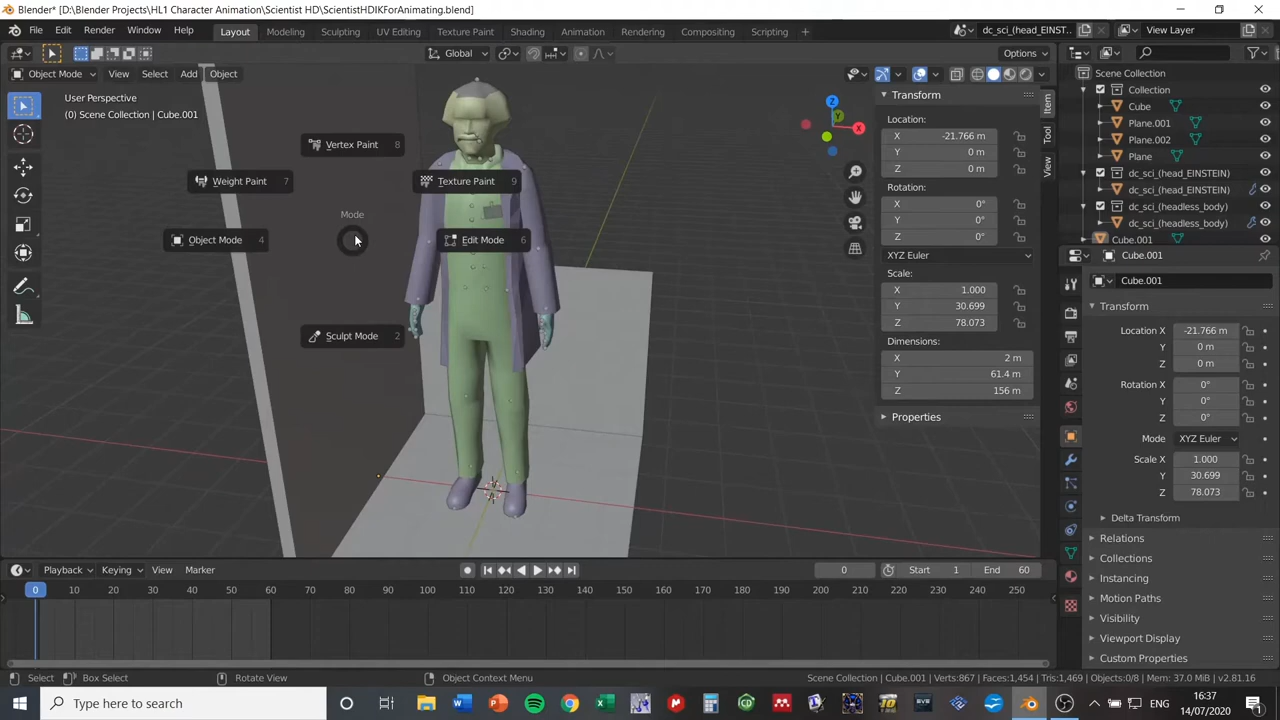 Blender* [D:\Blender Projects\HL1 Character Animation\Scientist HD\ScientistHDIKForAnimating.blend]
File Edit Render Window Help Layout Modeling Sculpting UV Editing Texture Paint Shading Animation Rendering Compositing Scripting dc_sci_(head_EINST... View Layer
Global Options
Object Mode View Select Add Object
User Perspective
(0) Scene Collection | Cube.001
Vertex Paint 8
Weight Paint 7
Texture Paint 9
Mode
Object Mode 4
Edit Mode 6
Sculpt Mode 2
Z
Y
X
Transform
Location:
X -21.766 m
Y 0 m
Z 0 m
Rotation:
X 0°
Y 0°
Z 0°
XYZ Euler
Scale:
X 1.000
Y 30.699
Z 78.073
Dimensions:
X 2 m
Y 61.4 m
Z 156 m
Properties
Item
Tool
View
Scene Collection
Collection
Cube
Plane.001
Plane.002
Plane
dc_sci_(head_EINSTEIN)
dc_sci_(head_EINSTEIN)
dc_sci_(headless_body)
dc_sci_(headless_body)
Cube.001
Cube.001
Cube.001
Transform
Location X -21.766 m
Y 0 m
Z 0 m
Rotation X 0°
Y 0°
Z 0°
Mode XYZ Euler
Scale X 1.000
Y 30.699
Z 78.073
Delta Transform
Relations
Collections
Instancing
Motion Paths
Visibility
Viewport Display
Custom Properties
Playback Keying View Marker 0 Start 1 End 60
0 10 20 30 40 50 60 70 80 90 100 110 120 130 140 150 160 170 180 190 200 210 220 230 240 250
Select Box Select Rotate View Object Context Menu Scene Collection | Cube.001 | Verts:867 | Faces:1,454 | Tris:1,469 | Objects:0/8 | Mem: 37.0 MiB | v2.81.16
Type here to search
ENG
16:37
14/07/2020